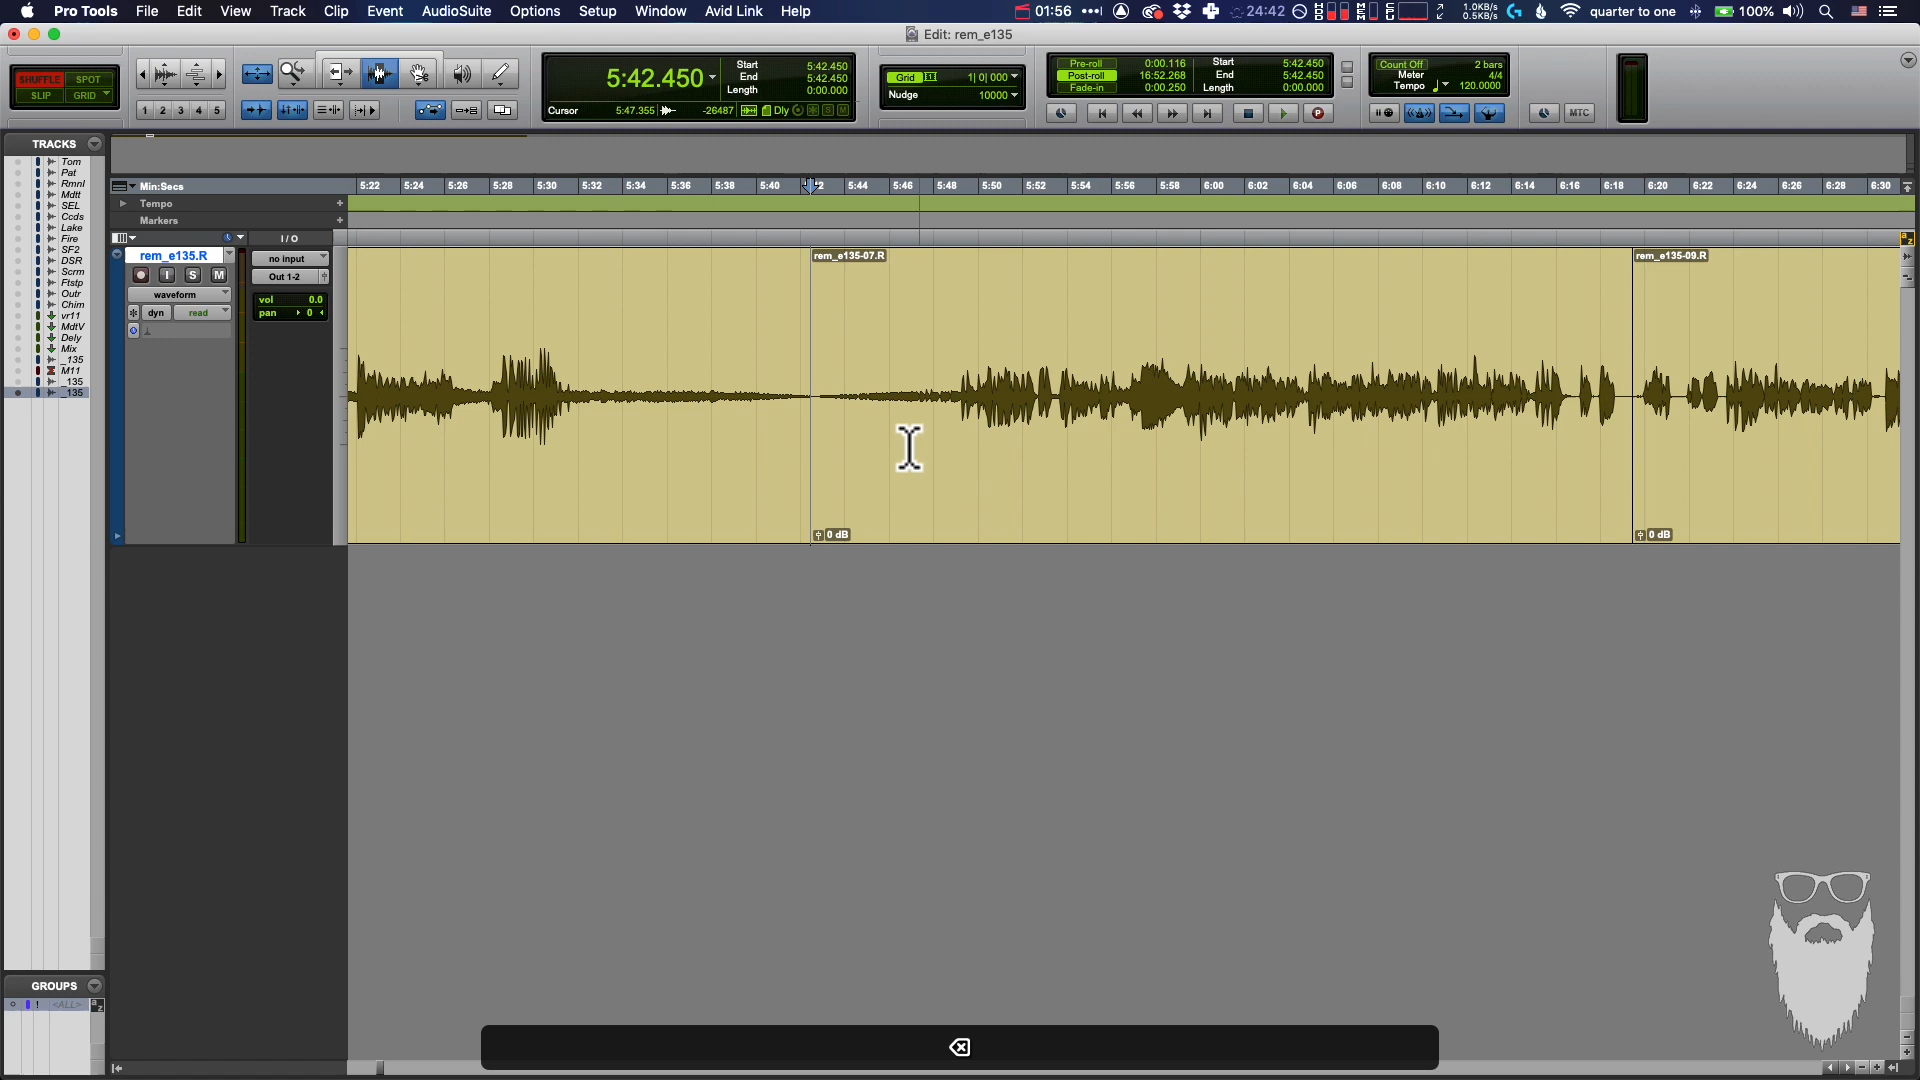 Pro Tools File Edit View Track Clip Event AudioSuite Options Setup Window Avid Link Help 01:56 24:42 1.0KB/s 0.5KB/s quarter to one 100%
Edit: rem_e135
SHUFFLE SPOT
SLIP GRID
1 2 3 4 5
5:42.450
Start 5:42.450
End 5:42.450
Length 0:00.000
Cursor 5:47.355 -26487 Dly
Grid 1| 0| 000
Nudge 10000
Pre-roll 0:00.116
Post-roll 16:52.268
Fade-in 0:00.250
Start 5:42.450
End 5:42.450
Length 0:00.000
Count Off 2 bars
Meter 4/4
Tempo 120.0000
MTC
TRACKS
Tom
Pat
Rmnl
Mdtt
SEL
Ccds
Lake
Fire
SF2
DSR
Scrm
Ftstp
Outr
Chim
vr11
MdtV
Dely
Mix
_135
M11
_135
_135
Min:Secs
5:22 5:24 5:26 5:28 5:30 5:32 5:34 5:36 5:38 5:40 5:44 5:46 5:48 5:50 5:52 5:54 5:56 5:58 6:00 6:02 6:04 6:06 6:08 6:10 6:12 6:14 6:16 6:18 6:20 6:22 6:24 6:26 6:28 6:30
Tempo
Markers
I / O
rem_e135.R
I S M
waveform
dyn read
no input
Out 1-2
vol 0.0
pan 0
rem_e135-07.R
rem_e135-09.R
0 dB
0 dB
GROUPS
! <ALL>
a z